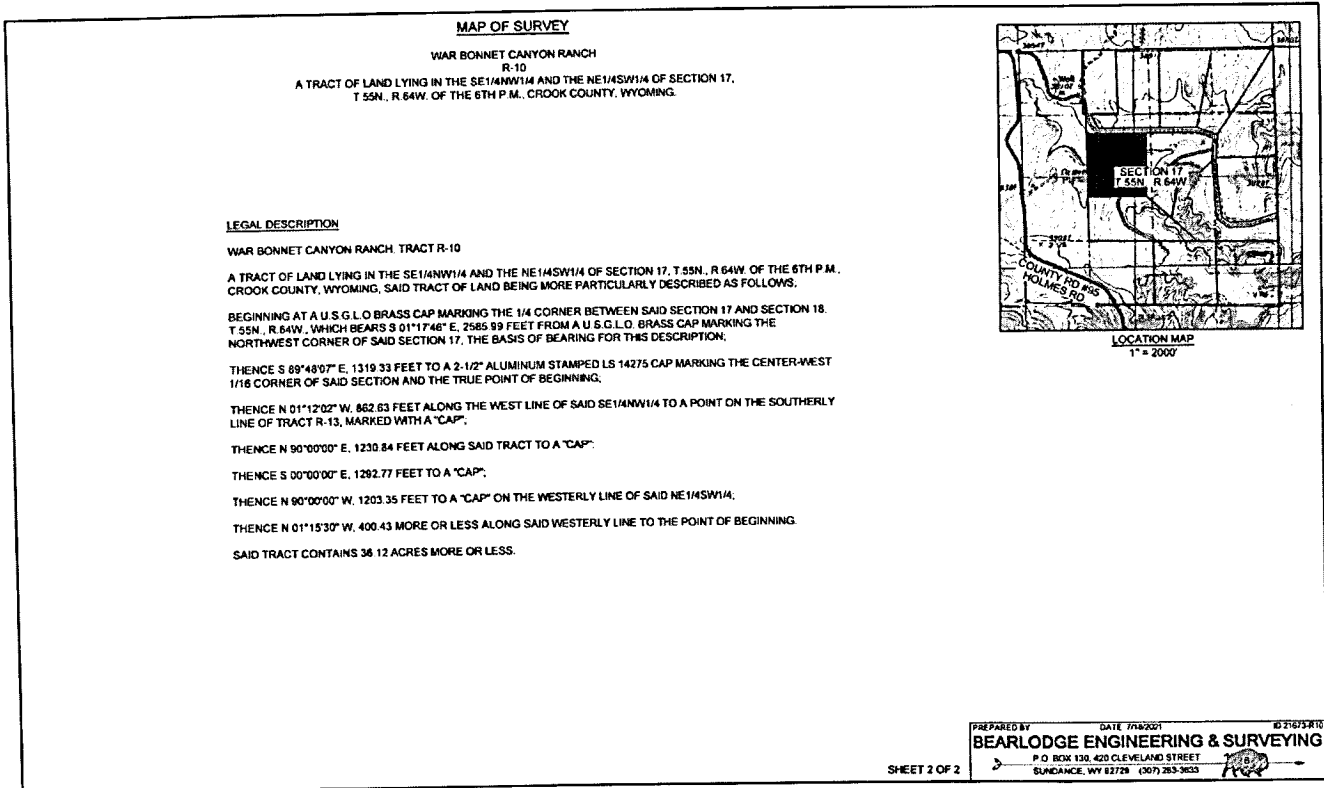 MAP OF SURVEY
WAR BONNET CANYON RANCH
R-10
A TRACT OF LAND LYING IN THE SE1/4NW1/4 AND THE NE1/4SW1/4 OF SECTION 17,
T 55N., R.64W. OF THE 6TH P.M., CROOK COUNTY, WYOMING.
SECTION 17
T 55N R 64W
COUNTY RD #95
HOLMES RD
LOCATION MAP
1" = 2000'
LEGAL DESCRIPTION
WAR BONNET CANYON RANCH, TRACT R-10
A TRACT OF LAND LYING IN THE SE1/4NW1/4 AND THE NE1/4SW1/4 OF SECTION 17, T.55N., R.64W. OF THE 6TH P.M.,
CROOK COUNTY, WYOMING, SAID TRACT OF LAND BEING MORE PARTICULARLY DESCRIBED AS FOLLOWS;
BEGINNING AT A U.S.G.L.O BRASS CAP MARKING THE 1/4 CORNER BETWEEN SAID SECTION 17 AND SECTION 18.
T 55N., R.64W., WHICH BEARS S 01°17'46" E, 2585.99 FEET FROM A U.S.G.L.O. BRASS CAP MARKING THE
NORTHWEST CORNER OF SAID SECTION 17, THE BASIS OF BEARING FOR THIS DESCRIPTION;
THENCE S 89°48'07" E, 1319.33 FEET TO A 2-1/2" ALUMINUM STAMPED LS 14275 CAP MARKING THE CENTER-WEST
1/16 CORNER OF SAID SECTION AND THE TRUE POINT OF BEGINNING;
THENCE N 01°12'02" W, 862.63 FEET ALONG THE WEST LINE OF SAID SE1/4NW1/4 TO A POINT ON THE SOUTHERLY
LINE OF TRACT R-13, MARKED WITH A "CAP";
THENCE N 90°00'00" E, 1230.84 FEET ALONG SAID TRACT TO A "CAP";
THENCE S 00°00'00" E, 1292.77 FEET TO A "CAP";
THENCE N 90°00'00" W, 1203.35 FEET TO A "CAP" ON THE WESTERLY LINE OF SAID NE1/4SW1/4;
THENCE N 01°15'30" W, 400.43 MORE OR LESS ALONG SAID WESTERLY LINE TO THE POINT OF BEGINNING.
SAID TRACT CONTAINS 36.12 ACRES MORE OR LESS.
SHEET 2 OF 2
PREPARED BY DATE 7/18/2021 ID 21673-R10
BEARLODGE ENGINEERING & SURVEYING
P.O. BOX 130, 420 CLEVELAND STREET
SUNDANCE, WY 82729 (307) 283-3633